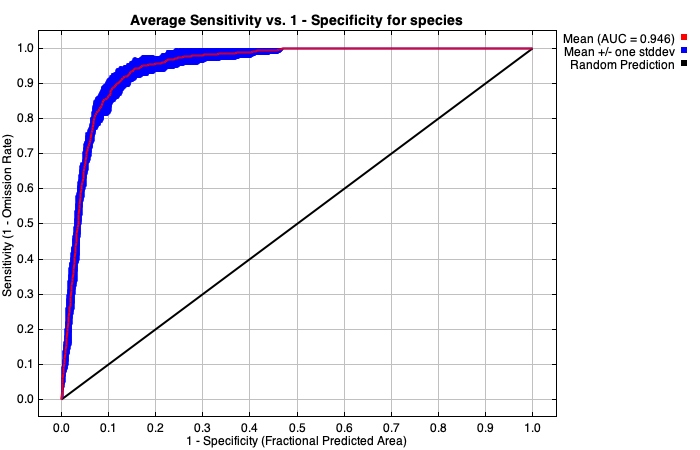 Average Sensitivity vs. 1 - Specificity for species
Mean (AUC = 0.946)
Mean +/- one stddev
Random Prediction
Sensitivity (1 - Omission Rate)
1.0
0.9
0.8
0.7
0.6
0.5
0.4
0.3
0.2
0.1
0.0
0.0 0.1 0.2 0.3 0.4 0.5 0.6 0.7 0.8 0.9 1.0
1 - Specificity (Fractional Predicted Area)